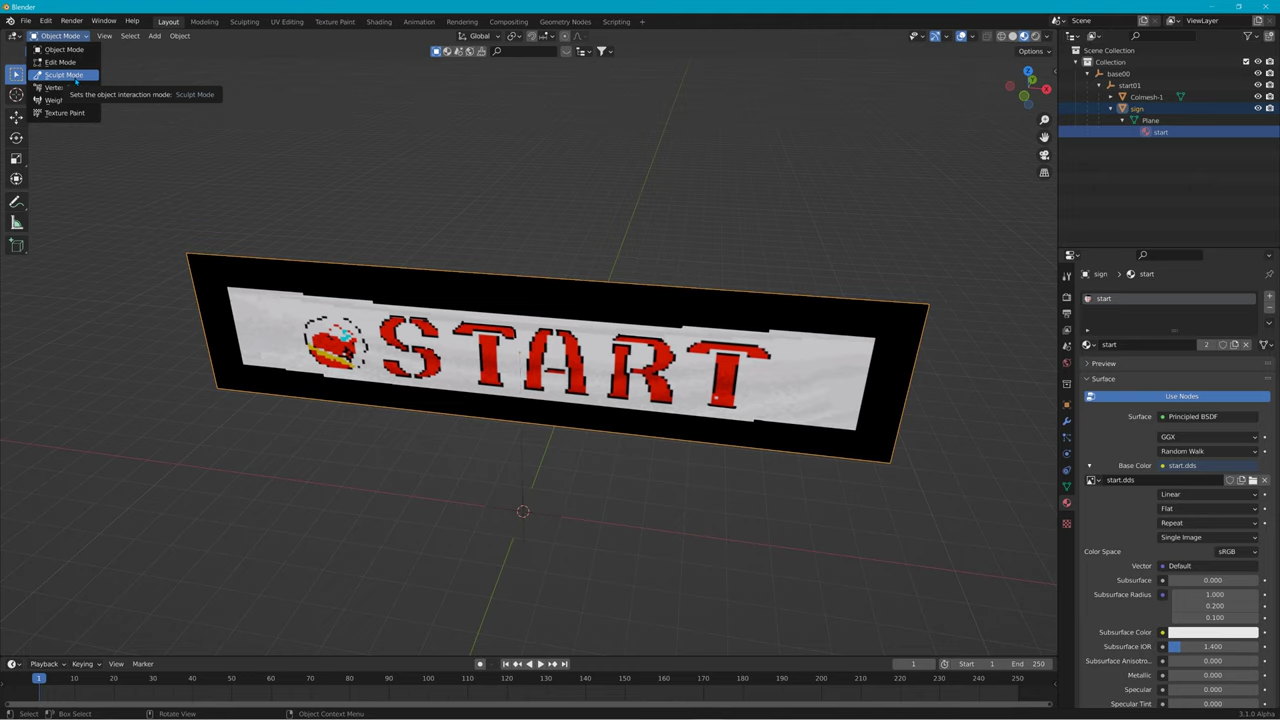 Blender
File Edit Render Window Help Layout Modeling Sculpting UV Editing Texture Paint Shading Animation Rendering Compositing Geometry Nodes Scripting Scene ViewLayer
Object Mode View Select Add Object Global
Options
Object Mode
Edit Mode
Sculpt Mode
Sets the object interaction mode: Sculpt Mode
Texture Paint
START
Scene Collection
Collection
base00
start01
Colmesh-1
sign
Plane
start
sign start
start
start 2
Preview
Surface
Use Nodes
Surface Principled BSDF
GGX
Random Walk
Base Color start.dds
start.dds
Linear
Flat
Repeat
Single Image
Color Space sRGB
Vector Default
Subsurface 0.000
Subsurface Radius 1.000
0.200
0.100
Subsurface Color
Subsurface IOR 1.400
Subsurface Anisotro... 0.000
Metallic 0.000
Specular 0.000
Specular Tint 0.000
Playback Keying View Marker 1 Start 1 End 250
1 10 20 30 40 50 60 70 80 90 100 110 120 130 140 150 160 170 180 190 200 210 220 230 240 250
Select Box Select Rotate View Object Context Menu 3.1.0 Alpha